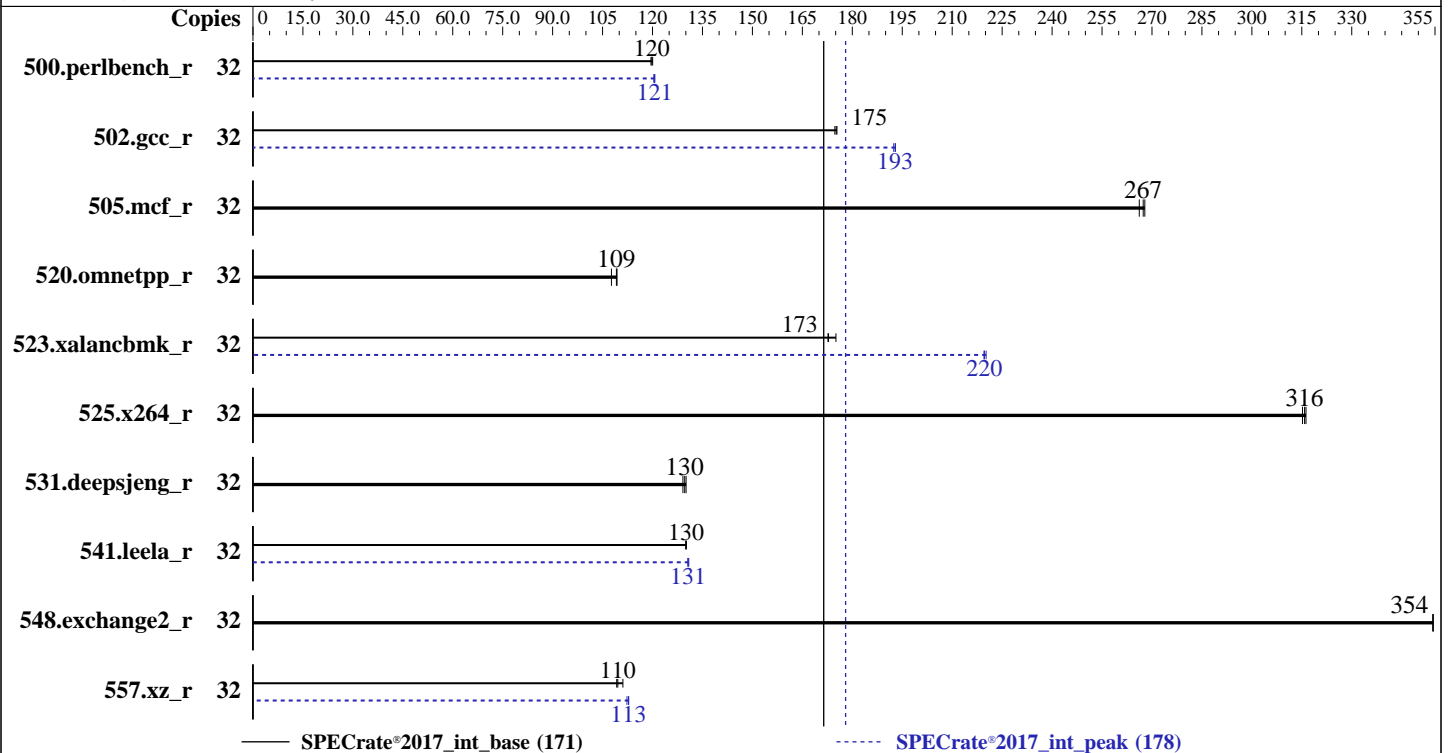 Copies 0 15.0 30.0 45.0 60.0 75.0 90.0 105 120 135 150 165 180 195 210 225 240 255 270 285 300 315 330 355
120
500.perlbench_r 32
121
175
502.gcc_r 32
193
267
505.mcf_r 32
109
520.omnetpp_r 32
173
523.xalancbmk_r 32
220
316
525.x264_r 32
130
531.deepsjeng_r 32
130
541.leela_r 32
131
354
548.exchange2_r 32
110
557.xz_r 32
113
SPECrate®2017_int_base (171) SPECrate®2017_int_peak (178)